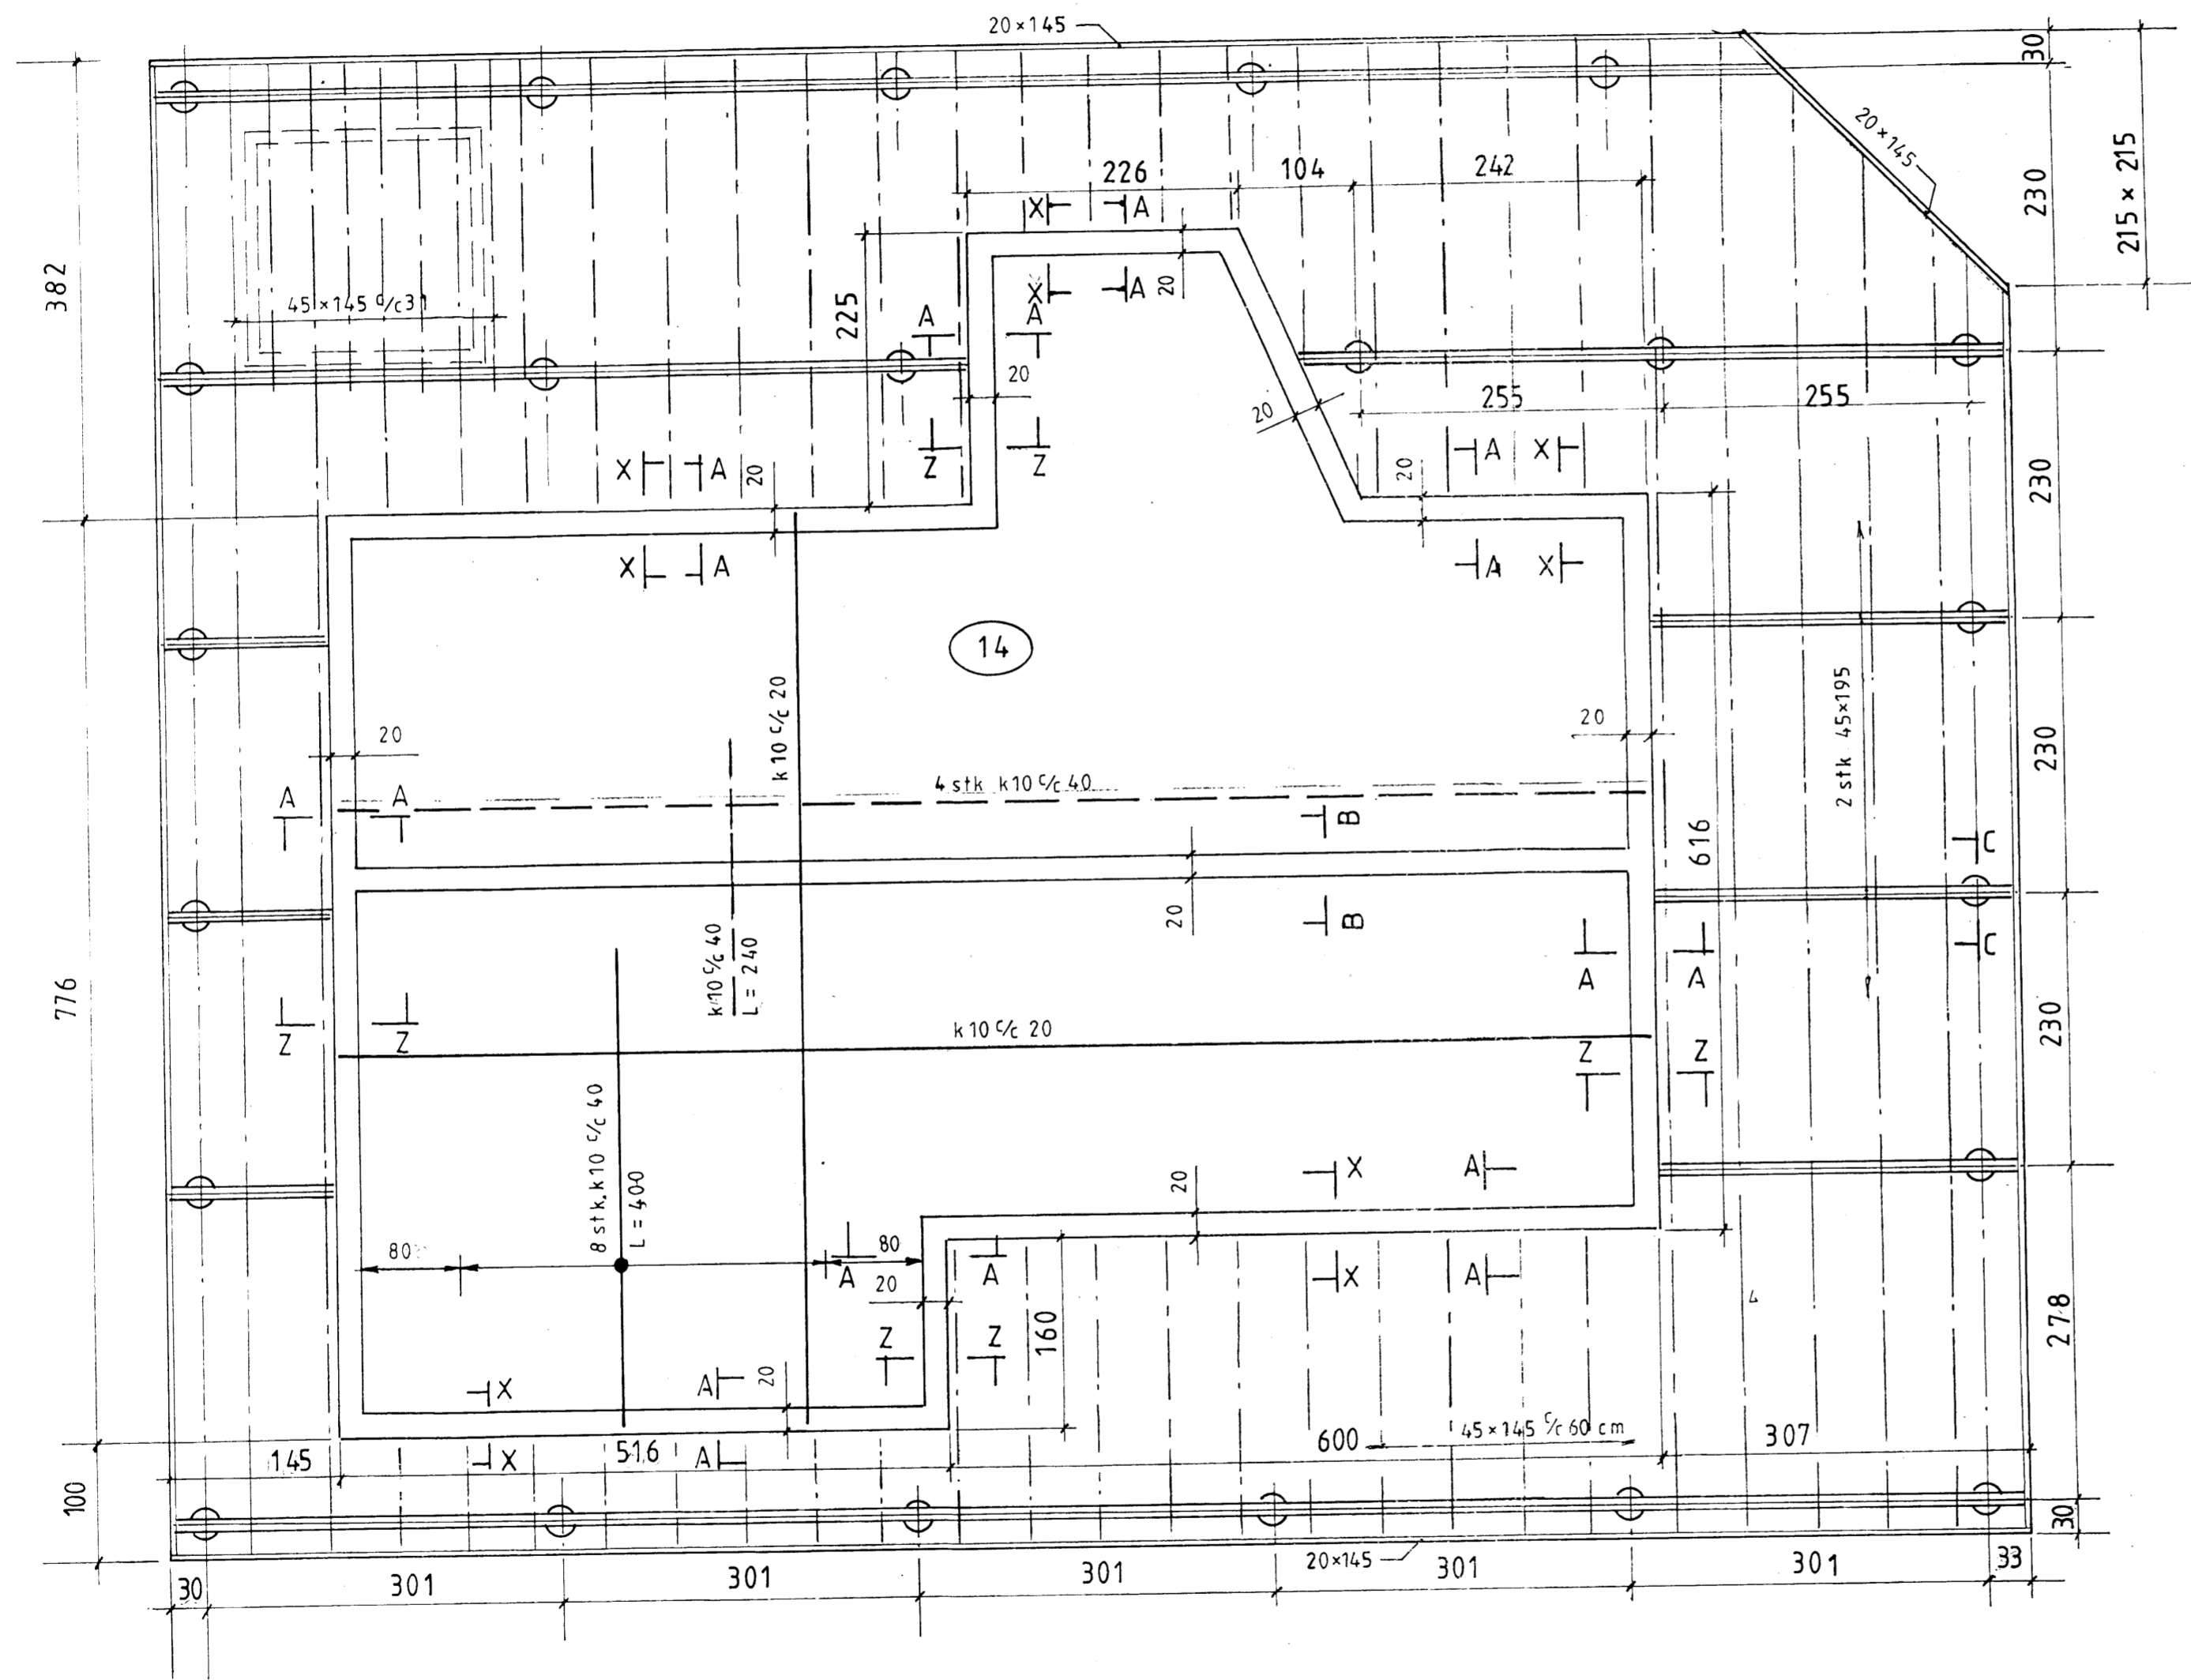 20×145
30
382
20×145
230
215 × 215
226
104
242
X A
45×145 c/c31
X A
20
225
A A
20
20
255
255
Z Z
X A
20
20
A X
230
X A
A X
14
k10 c/c 20
20
20
2 stk 45×195
230
4 stk k10 c/c 40
A A
B
616
C
20
B
k10 c/c 40
L = 240
A A
C
776
Z Z
k10 c/c 20
Z Z
230
8 stk. k10 c/c 40
L = 400
X A
20
80
80
A A
20
X A
278
160
Z Z
X
A
20
145
X
516
A
600
45×145 c/c 60 cm
307
100
30
20×145
30
301
301
301
301
301
33